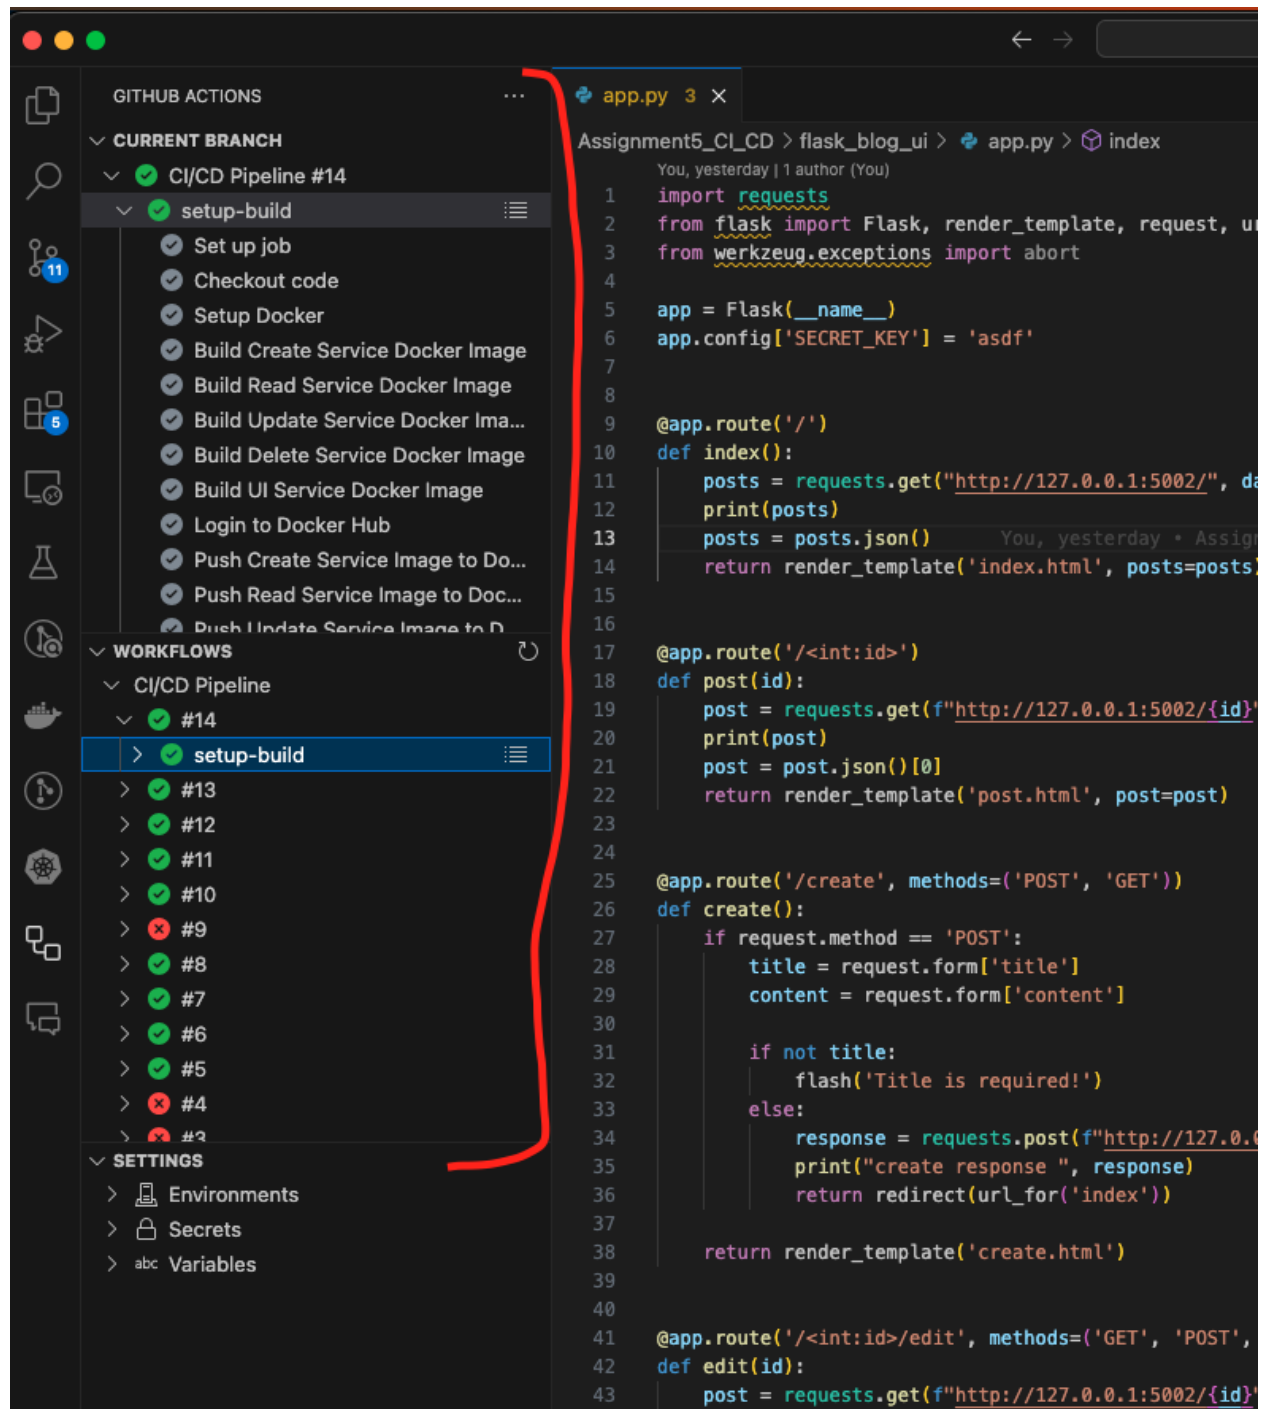 GITHUB ACTIONS
CURRENT BRANCH
CI/CD Pipeline #14
setup-build
Set up job
Checkout code
Setup Docker
Build Create Service Docker Image
Build Read Service Docker Image
Build Update Service Docker Ima...
Build Delete Service Docker Image
Build UI Service Docker Image
Login to Docker Hub
Push Create Service Image to Do...
Push Read Service Image to Doc...
Push Update Service Image to D
WORKFLOWS
CI/CD Pipeline
#14
setup-build
#13
#12
#11
#10
#9
#8
#7
#6
#5
#4
#3
SETTINGS
Environments
Secrets
abc Variables
11
5
app.py 3
Assignment5_CI_CD > flask_blog_ui > app.py > index
You, yesterday | 1 author (You)
1 import requests
2 from flask import Flask, render_template, request, ur
3 from werkzeug.exceptions import abort
4
5 app = Flask(__name__)
6 app.config['SECRET_KEY'] = 'asdf'
7
8
9 @app.route('/')
10 def index():
11 posts = requests.get("http://127.0.0.1:5002/", da
12 print(posts)
13 posts = posts.json() You, yesterday • Assign
14 return render_template('index.html', posts=posts)
15
16
17 @app.route('/<int:id>')
18 def post(id):
19 post = requests.get(f"http://127.0.0.1:5002/{id}"
20 print(post)
21 post = post.json()[0]
22 return render_template('post.html', post=post)
23
24
25 @app.route('/create', methods=('POST', 'GET'))
26 def create():
27 if request.method == 'POST':
28 title = request.form['title']
29 content = request.form['content']
30
31 if not title:
32 flash('Title is required!')
33 else:
34 response = requests.post(f"http://127.0.0
35 print("create response ", response)
36 return redirect(url_for('index'))
37
38 return render_template('create.html')
39
40
41 @app.route('/<int:id>/edit', methods=('GET', 'POST',
42 def edit(id):
43 post = requests.get(f"http://127.0.0.1:5002/{id}"